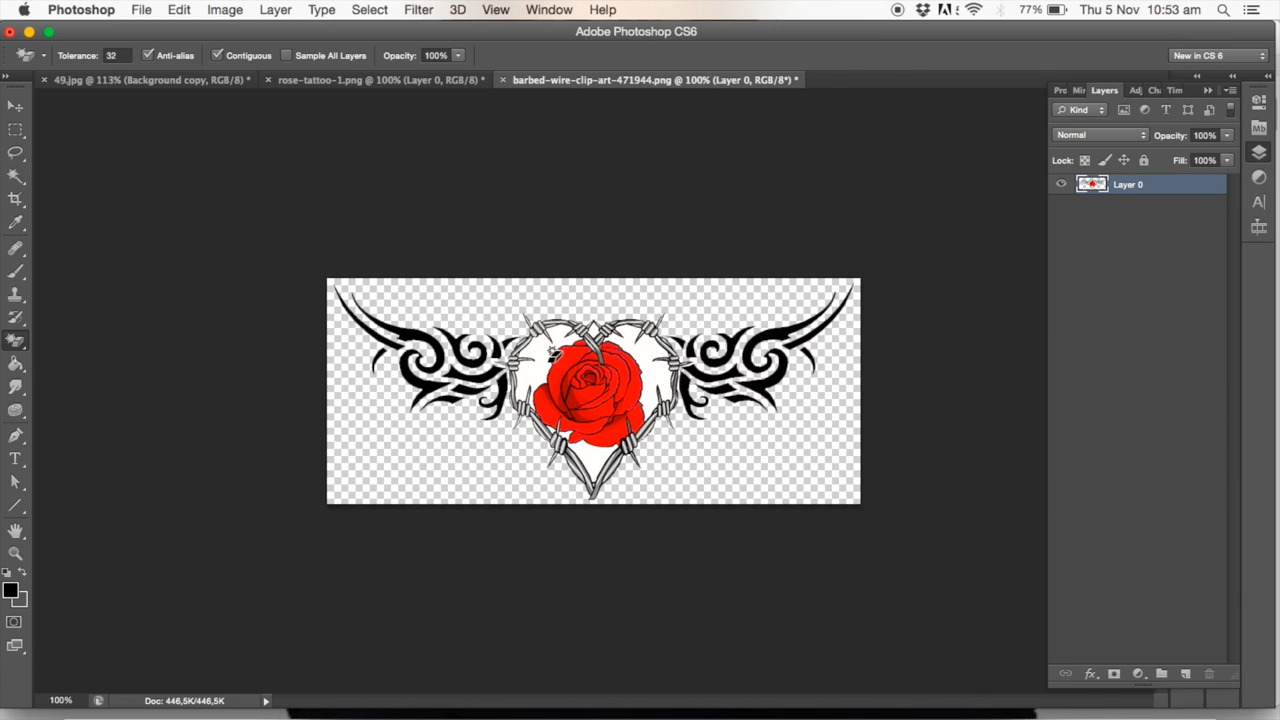 Photoshop File Edit Image Layer Type Select Filter 3D View Window Help 77% Thu 5 Nov 10:53 am
Adobe Photoshop CS6
Tolerance: 32 Anti-alias Contiguous Sample All Layers Opacity: 100% New in CS 6
49.jpg @ 113% (Background copy, RGB/8) * rose-tattoo-1.png @ 100% (Layer 0, RGB/8) * barbed-wire-clip-art-471944.png @ 100% (Layer 0, RGB/8*) *
Layers Tim
Kind
Normal Opacity: 100%
Lock: Fill: 100%
Layer 0
100% Doc: 446,5K/446,5K